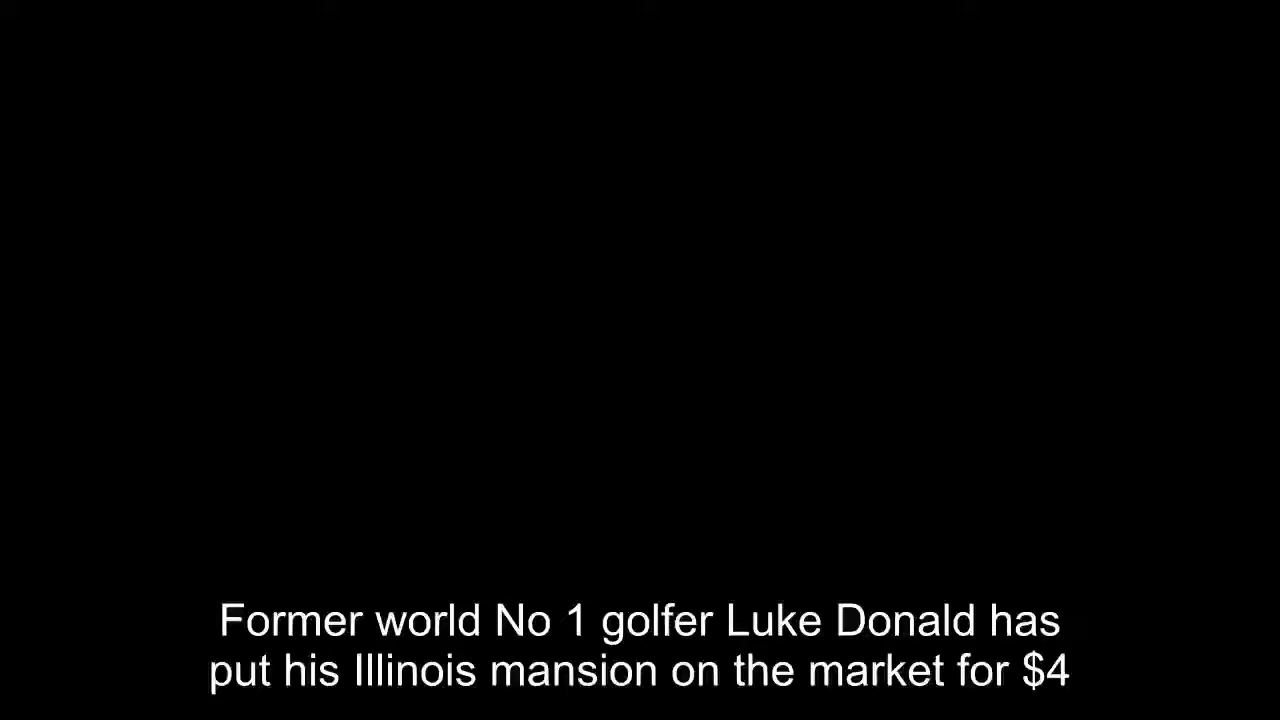 Former world No 1 golfer Luke Donald has
put his Illinois mansion on the market for $4